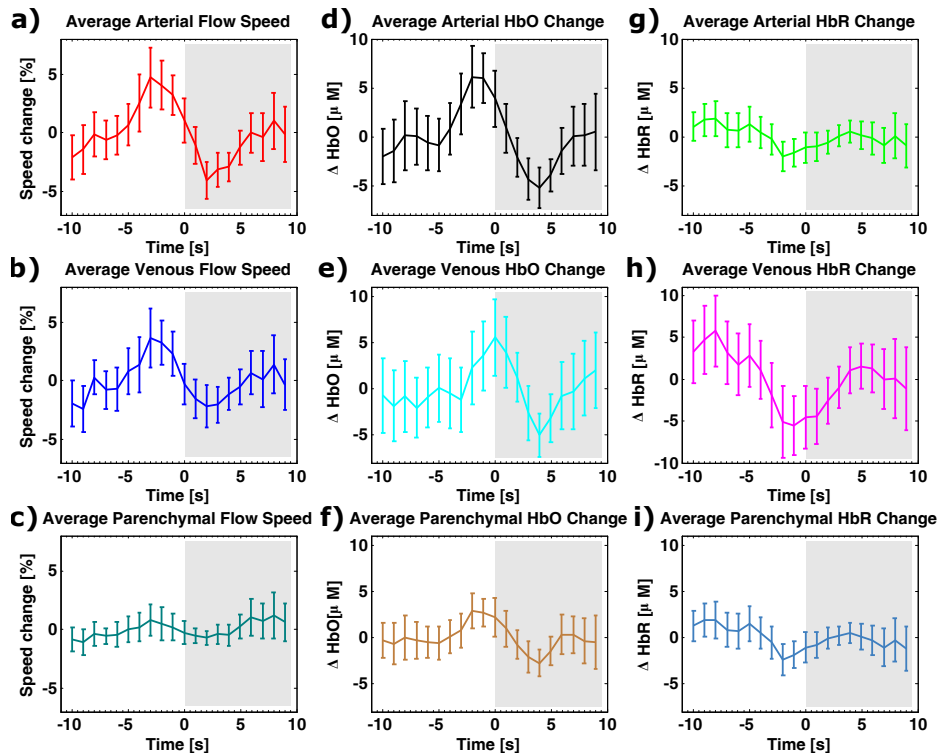 a) Average Arterial Flow Speed
Speed change [%]
5
0
-5
-10 -5 0 5 10
Time [s]
d) Average Arterial HbO Change
Δ HbO [μ M]
5
0
-5
-10 -5 0 5 10
Time [s]
g) Average Arterial HbR Change
Δ HbR [μ M]
5
0
-5
-10 -5 0 5 10
Time [s]
b) Average Venous Flow Speed
Speed change [%]
5
0
-5
-10 -5 0 5 10
Time [s]
e) Average Venous HbO Change
Δ HbO [μ M]
10
5
0
-5
-10 -5 0 5 10
Time [s]
h) Average Venous HbR Change
Δ HbR [μ M]
10
5
0
-5
-10
-10 -5 0 5 10
Time [s]
c) Average Parenchymal Flow Speed
Speed change [%]
5
0
-5
-10 -5 0 5 10
Time [s]
f) Average Parenchymal HbO Change
Δ HbO[μ M]
5
0
-5
-10 -5 0 5 10
Time [s]
i) Average Parenchymal HbR Change
Δ HbR [μ M]
5
0
-5
-10 -5 0 5 10
Time [s]